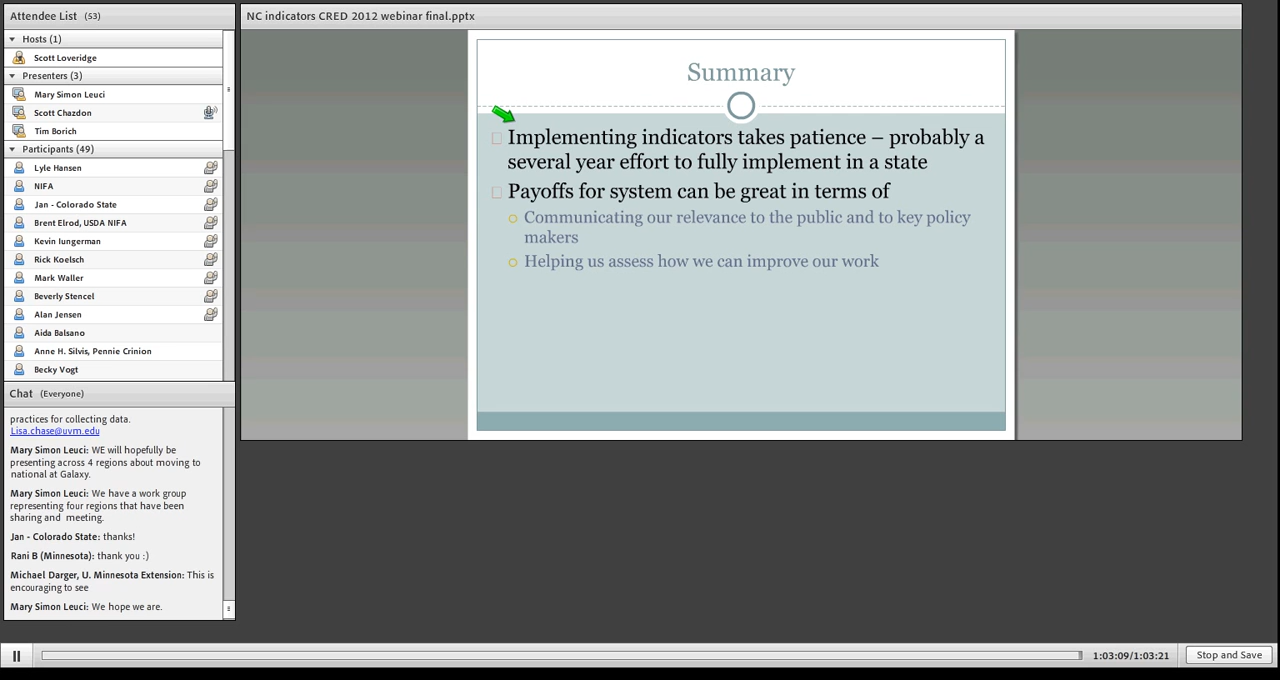 Attendee List (53)
Hosts (1)
Scott Loveridge
Presenters (3)
Mary Simon Leuci
Scott Chazdon
Tim Borich
Participants (49)
Lyle Hansen
NIFA
Jan - Colorado State
Brent Elrod, USDA NIFA
Kevin Iungerman
Rick Koelsch
Mark Waller
Beverly Stencel
Alan Jensen
Aida Balsano
Anne H. Silvis, Pennie Crinion
Becky Vogt
Chat (Everyone)
practices for collecting data.
Lisa.chase@uvm.edu
Mary Simon Leuci: WE will hopefully be
presenting across 4 regions about moving to
national at Galaxy.
Mary Simon Leuci: We have a work group
representing four regions that have been
sharing and meeting.
Jan - Colorado State: thanks!
Rani B (Minnesota): thank you :)
Michael Darger, U. Minnesota Extension: This is
encouraging to see
Mary Simon Leuci: We hope we are.
NC indicators CRED 2012 webinar final.pptx
Summary
Implementing indicators takes patience – probably a
several year effort to fully implement in a state
Payoffs for system can be great in terms of
Communicating our relevance to the public and to key policy
makers
Helping us assess how we can improve our work
1:03:09/1:03:21
Stop and Save